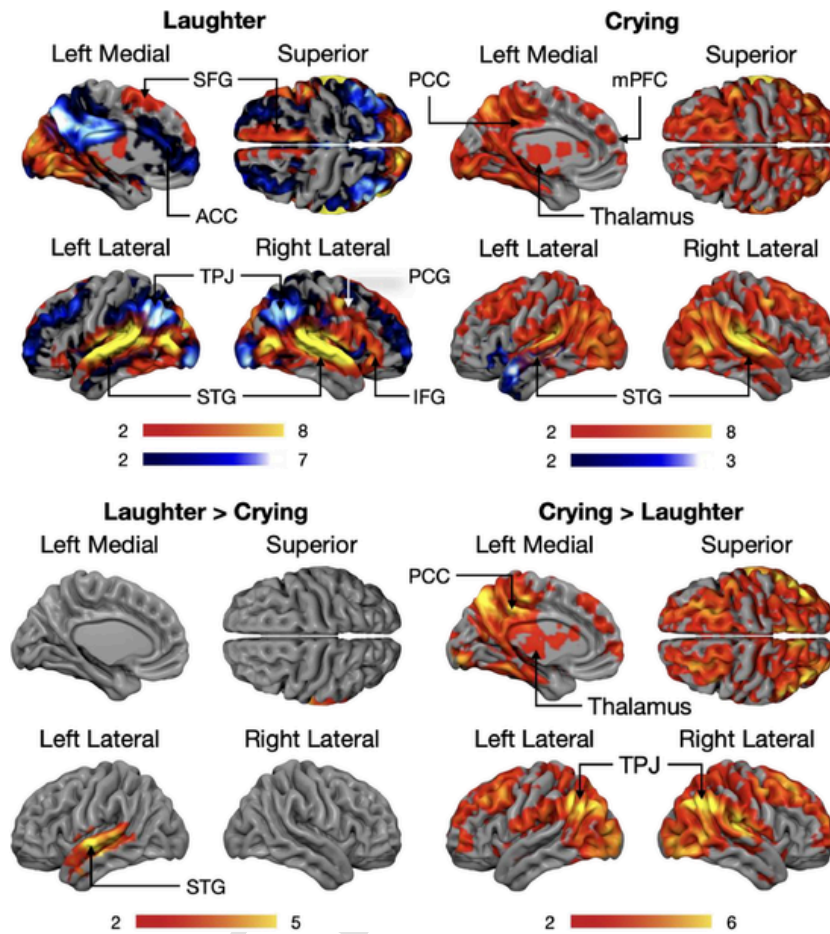 Laughter
Left Medial
Superior
SFG
ACC
Left Lateral
Right Lateral
TPJ
PCG
STG
IFG
2 8
2 7
Crying
Left Medial
Superior
PCC
mPFC
Thalamus
Left Lateral
Right Lateral
STG
2 8
2 3
Laughter > Crying
Left Medial
Superior
Left Lateral
Right Lateral
STG
2 5
Crying > Laughter
Left Medial
Superior
PCC
Thalamus
Left Lateral
Right Lateral
TPJ
2 6